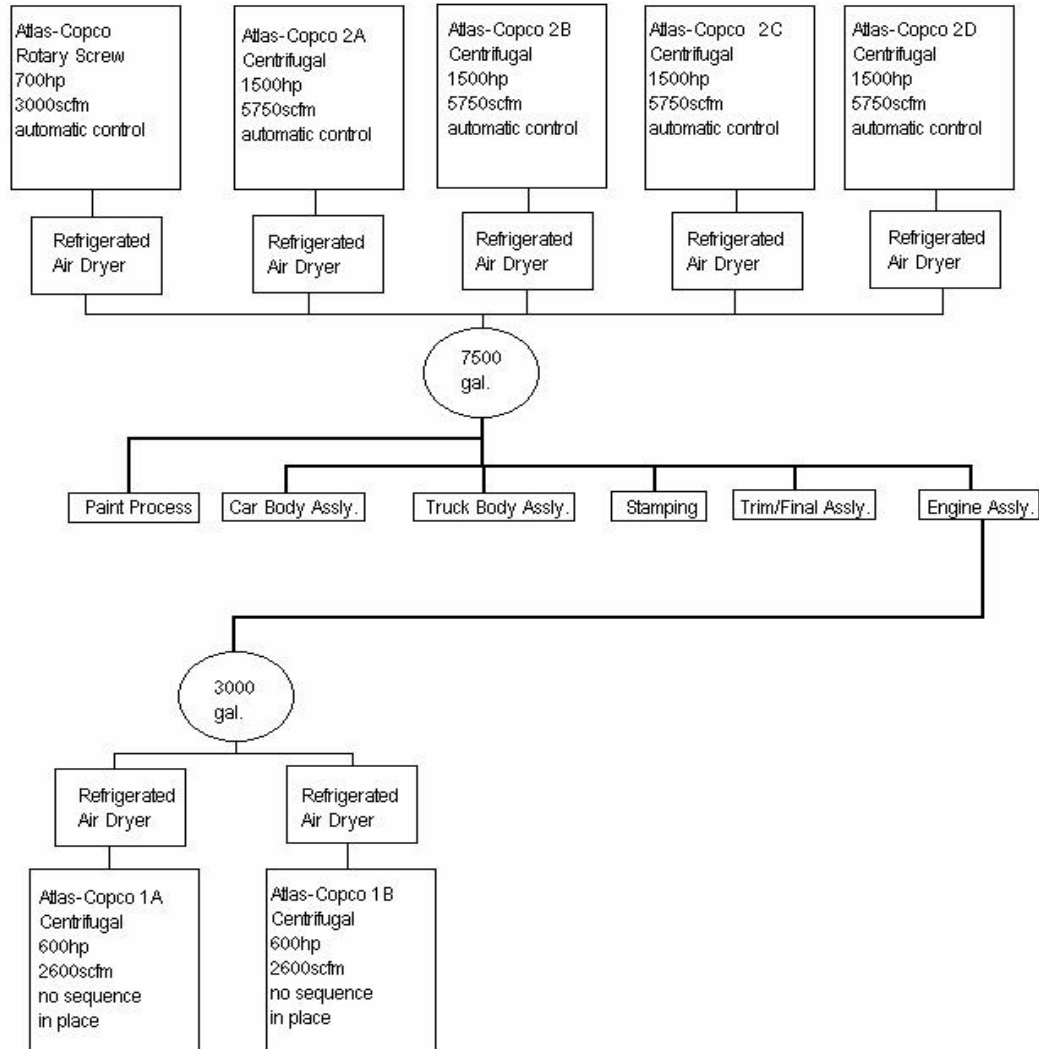 Atlas-Copco
Rotary Screw
700hp
3000scfm
automatic control
Atlas-Copco 2A
Centrifugal
1500hp
5750scfm
automatic control
Atlas-Copco 2B
Centrifugal
1500hp
5750scfm
automatic control
Atlas-Copco 2C
Centrifugal
1500hp
5750scfm
automatic control
Atlas-Copco 2D
Centrifugal
1500hp
5750scfm
automatic control
Refrigerated
Air Dryer
Refrigerated
Air Dryer
Refrigerated
Air Dryer
Refrigerated
Air Dryer
Refrigerated
Air Dryer
7500
gal.
Paint Process
Car Body Assly.
Truck Body Assly.
Stamping
Trim/Final Assly.
Engine Assly.
3000
gal.
Refrigerated
Air Dryer
Refrigerated
Air Dryer
Atlas-Copco 1A
Centrifugal
600hp
2600scfm
no sequence
in place
Atlas-Copco 1B
Centrifugal
600hp
2600scfm
no sequence
in place